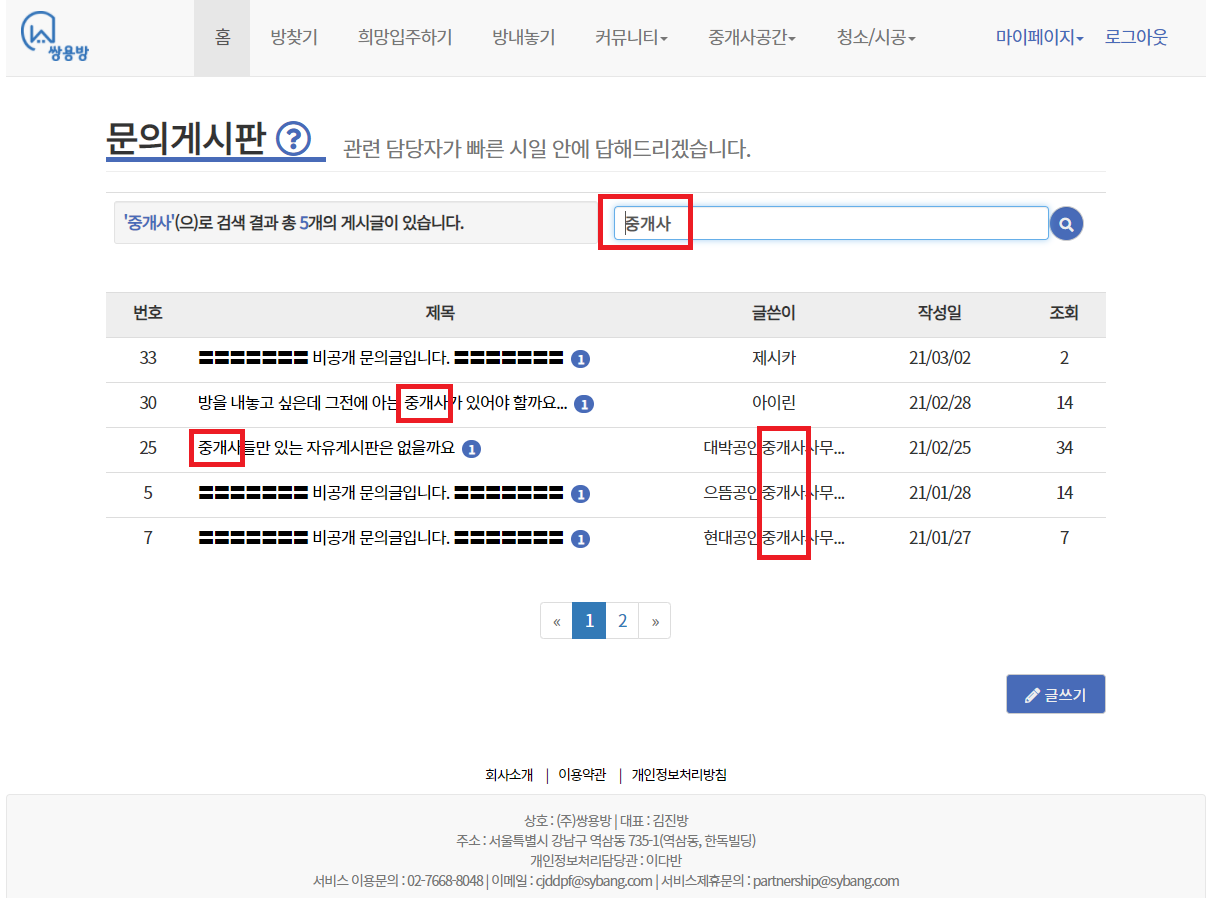 쌍용방
홈 방찾기 희망입주하기 방내놓기 커뮤니티 중개사공간 청소/시공 마이페이지 로그아웃
문의게시판 ? 관련 담당자가 빠른 시일 안에 답해드리겠습니다.
'중개사'(으)로 검색 결과 총 5개의 게시글이 있습니다. 중개사
번호 제목 글쓴이 작성일 조회
33 〓〓〓〓〓〓〓 비공개 문의글입니다. 〓〓〓〓〓〓〓 1 제시카 21/03/02 2
30 방을 내놓고 싶은데 그전에 아는 중개사가 있어야 할까요... 1 아이린 21/02/28 14
25 중개사들만 있는 자유게시판은 없을까요 1 대박공인중개사사무... 21/02/25 34
5 〓〓〓〓〓〓〓 비공개 문의글입니다. 〓〓〓〓〓〓〓 1 으뜸공인중개사사무... 21/01/28 14
7 〓〓〓〓〓〓〓 비공개 문의글입니다. 〓〓〓〓〓〓〓 1 현대공인중개사사무... 21/01/27 7
« 1 2 »
글쓰기
회사소개 | 이용약관 | 개인정보처리방침
상호 : (주)쌍용방 | 대표 : 김진방
주소 : 서울특별시 강남구 역삼동 735-1(역삼동, 한독빌딩)
개인정보처리담당관 : 이다반
서비스 이용문의 : 02-7668-8048 | 이메일 : cjddpf@sybang.com | 서비스제휴문의 : partnership@sybang.com